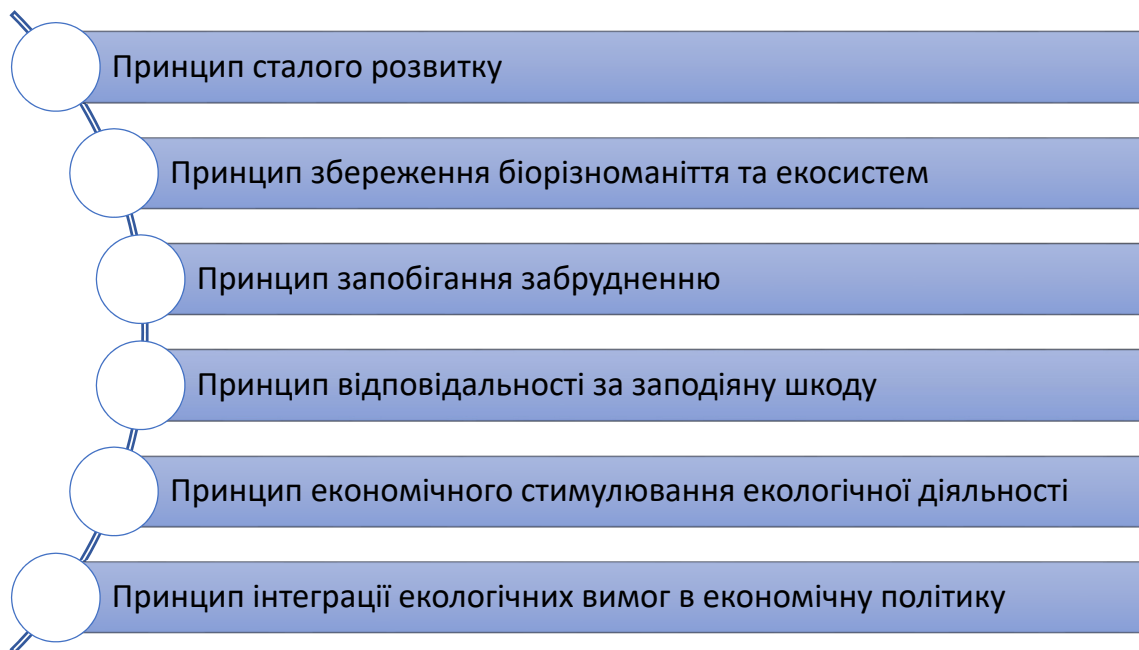 Принцип сталого розвитку
Принцип збереження біорізноманіття та екосистем
Принцип запобігання забрудненню
Принцип відповідальності за заподіяну шкоду
Принцип економічного стимулювання екологічної діяльності
Принцип інтеграції екологічних вимог в економічну політику